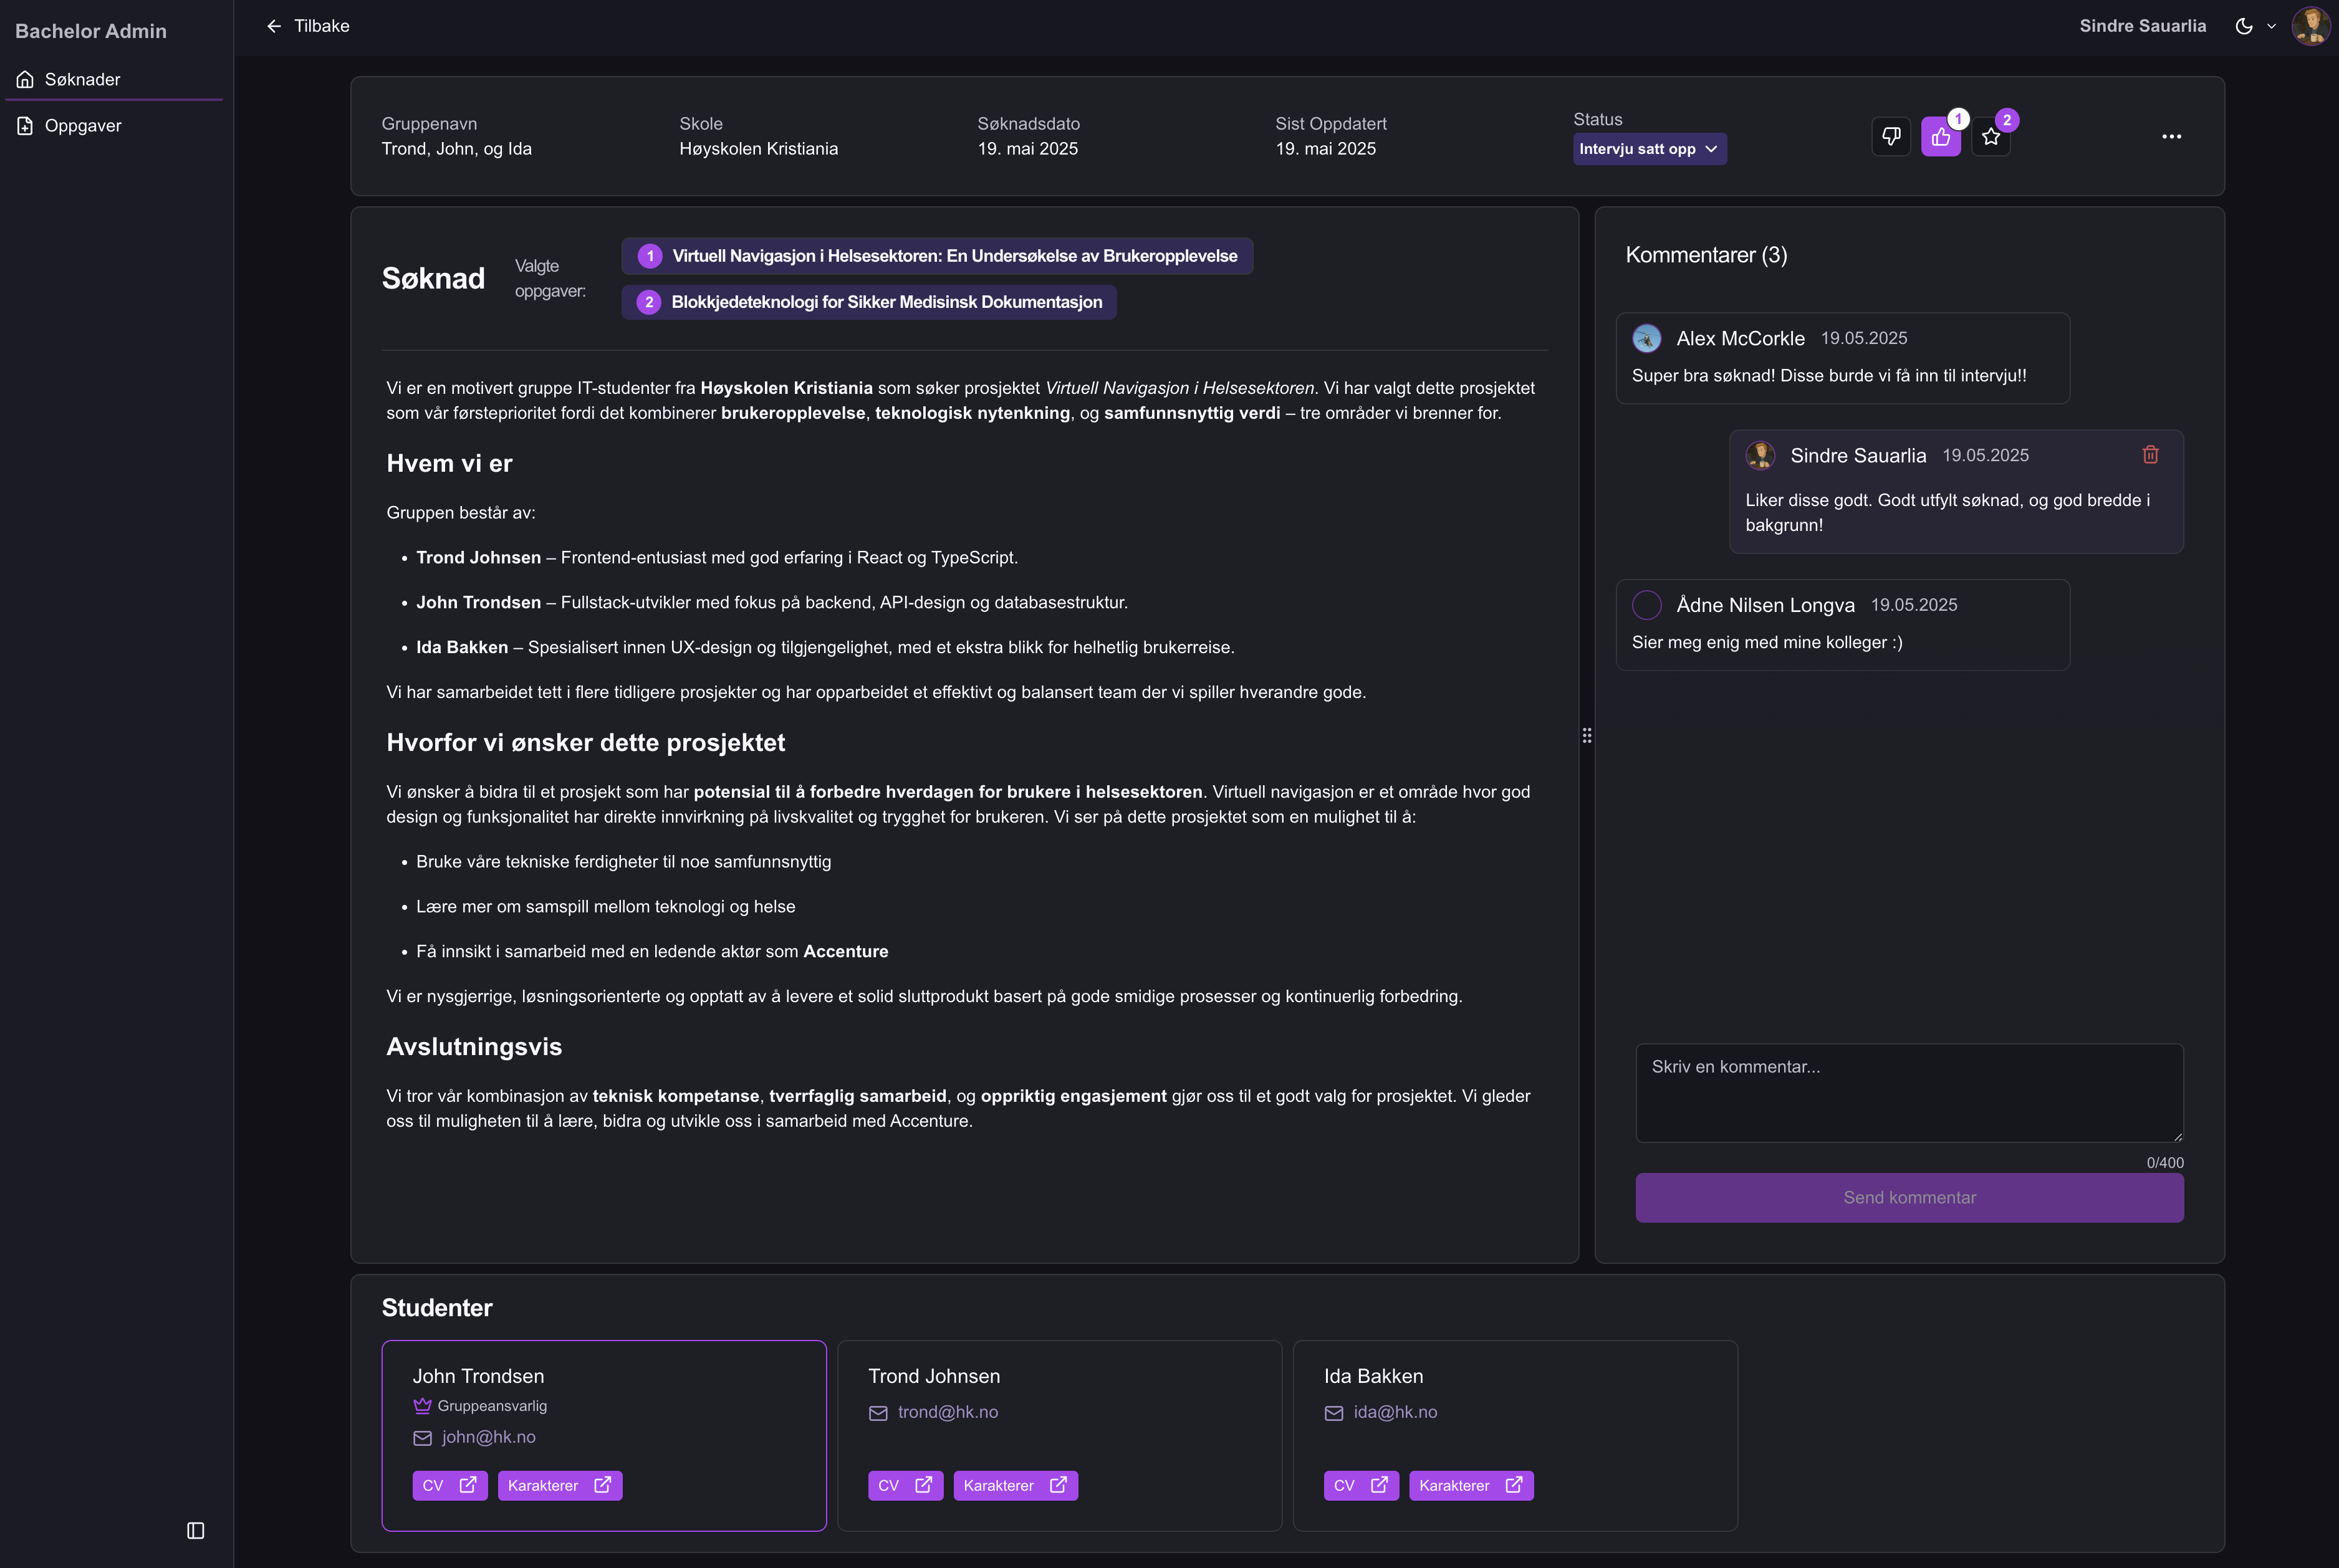 Bachelor Admin
Søknader
Oppgaver
Tilbake
Sindre Sauarlia
Gruppenavn
Trond, John, og Ida
Skole
Høyskolen Kristiania
Søknadsdato
19. mai 2025
Sist Oppdatert
19. mai 2025
Status
Intervju satt opp
1
2
Søknad
Valgte
oppgaver:
1 Virtuell Navigasjon i Helsesektoren: En Undersøkelse av Brukeropplevelse
2 Blokkjedeteknologi for Sikker Medisinsk Dokumentasjon
Vi er en motivert gruppe IT-studenter fra Høyskolen Kristiania som søker prosjektet Virtuell Navigasjon i Helsesektoren. Vi har valgt dette prosjektet
som vår førsteprioritet fordi det kombinerer brukeropplevelse, teknologisk nytenkning, og samfunnsnyttig verdi – tre områder vi brenner for.
Hvem vi er
Gruppen består av:
• Trond Johnsen – Frontend-entusiast med god erfaring i React og TypeScript.
• John Trondsen – Fullstack-utvikler med fokus på backend, API-design og databasestruktur.
• Ida Bakken – Spesialisert innen UX-design og tilgjengelighet, med et ekstra blikk for helhetlig brukerreise.
Vi har samarbeidet tett i flere tidligere prosjekter og har opparbeidet et effektivt og balansert team der vi spiller hverandre gode.
Hvorfor vi ønsker dette prosjektet
Vi ønsker å bidra til et prosjekt som har potensial til å forbedre hverdagen for brukere i helsesektoren. Virtuell navigasjon er et område hvor god
design og funksjonalitet har direkte innvirkning på livskvalitet og trygghet for brukeren. Vi ser på dette prosjektet som en mulighet til å:
• Bruke våre tekniske ferdigheter til noe samfunnsnyttig
• Lære mer om samspill mellom teknologi og helse
• Få innsikt i samarbeid med en ledende aktør som Accenture
Vi er nysgjerrige, løsningsorienterte og opptatt av å levere et solid sluttprodukt basert på gode smidige prosesser og kontinuerlig forbedring.
Avslutningsvis
Vi tror vår kombinasjon av teknisk kompetanse, tverrfaglig samarbeid, og oppriktig engasjement gjør oss til et godt valg for prosjektet. Vi gleder
oss til muligheten til å lære, bidra og utvikle oss i samarbeid med Accenture.
Kommentarer (3)
Alex McCorkle 19.05.2025
Super bra søknad! Disse burde vi få inn til intervju!!
Sindre Sauarlia 19.05.2025
Liker disse godt. Godt utfylt søknad, og god bredde i
bakgrunn!
Ådne Nilsen Longva 19.05.2025
Sier meg enig med mine kolleger :)
Skriv en kommentar...
0/400
Send kommentar
Studenter
John Trondsen
Gruppeansvarlig
john@hk.no
CV Karakterer
Trond Johnsen
trond@hk.no
CV Karakterer
Ida Bakken
ida@hk.no
CV Karakterer